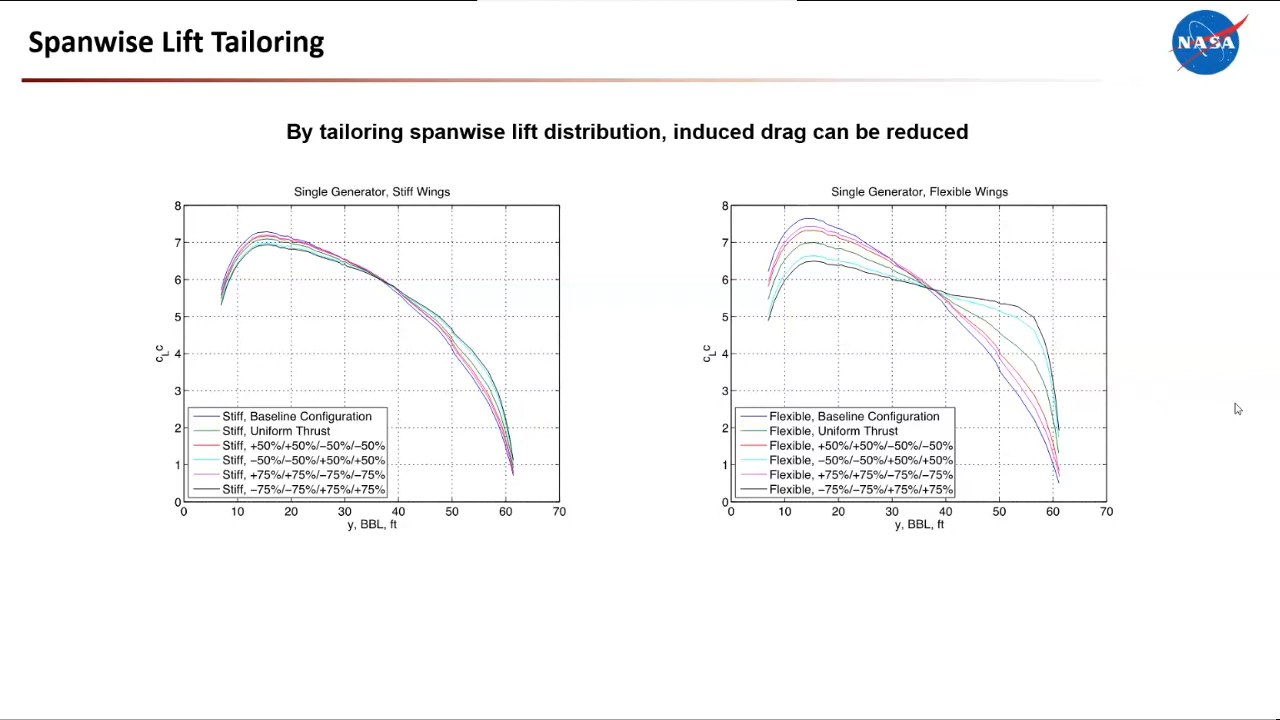 Spanwise Lift Tailoring
NASA
By tailoring spanwise lift distribution, induced drag can be reduced
Single Generator, Stiff Wings
8
7
6
5
4
3
2
1
0
c_L c
Stiff, Baseline Configuration
Stiff, Uniform Thrust
Stiff, +50%/+50%/−50%/−50%
Stiff, −50%/−50%/+50%/+50%
Stiff, +75%/+75%/−75%/−75%
Stiff, −75%/−75%/+75%/+75%
0 10 20 30 40 50 60 70
y, BBL, ft
Single Generator, Flexible Wings
8
7
6
5
4
3
2
1
0
c_L c
Flexible, Baseline Configuration
Flexible, Uniform Thrust
Flexible, +50%/+50%/−50%/−50%
Flexible, −50%/−50%/+50%/+50%
Flexible, +75%/+75%/−75%/−75%
Flexible, −75%/−75%/+75%/+75%
0 10 20 30 40 50 60 70
y, BBL, ft